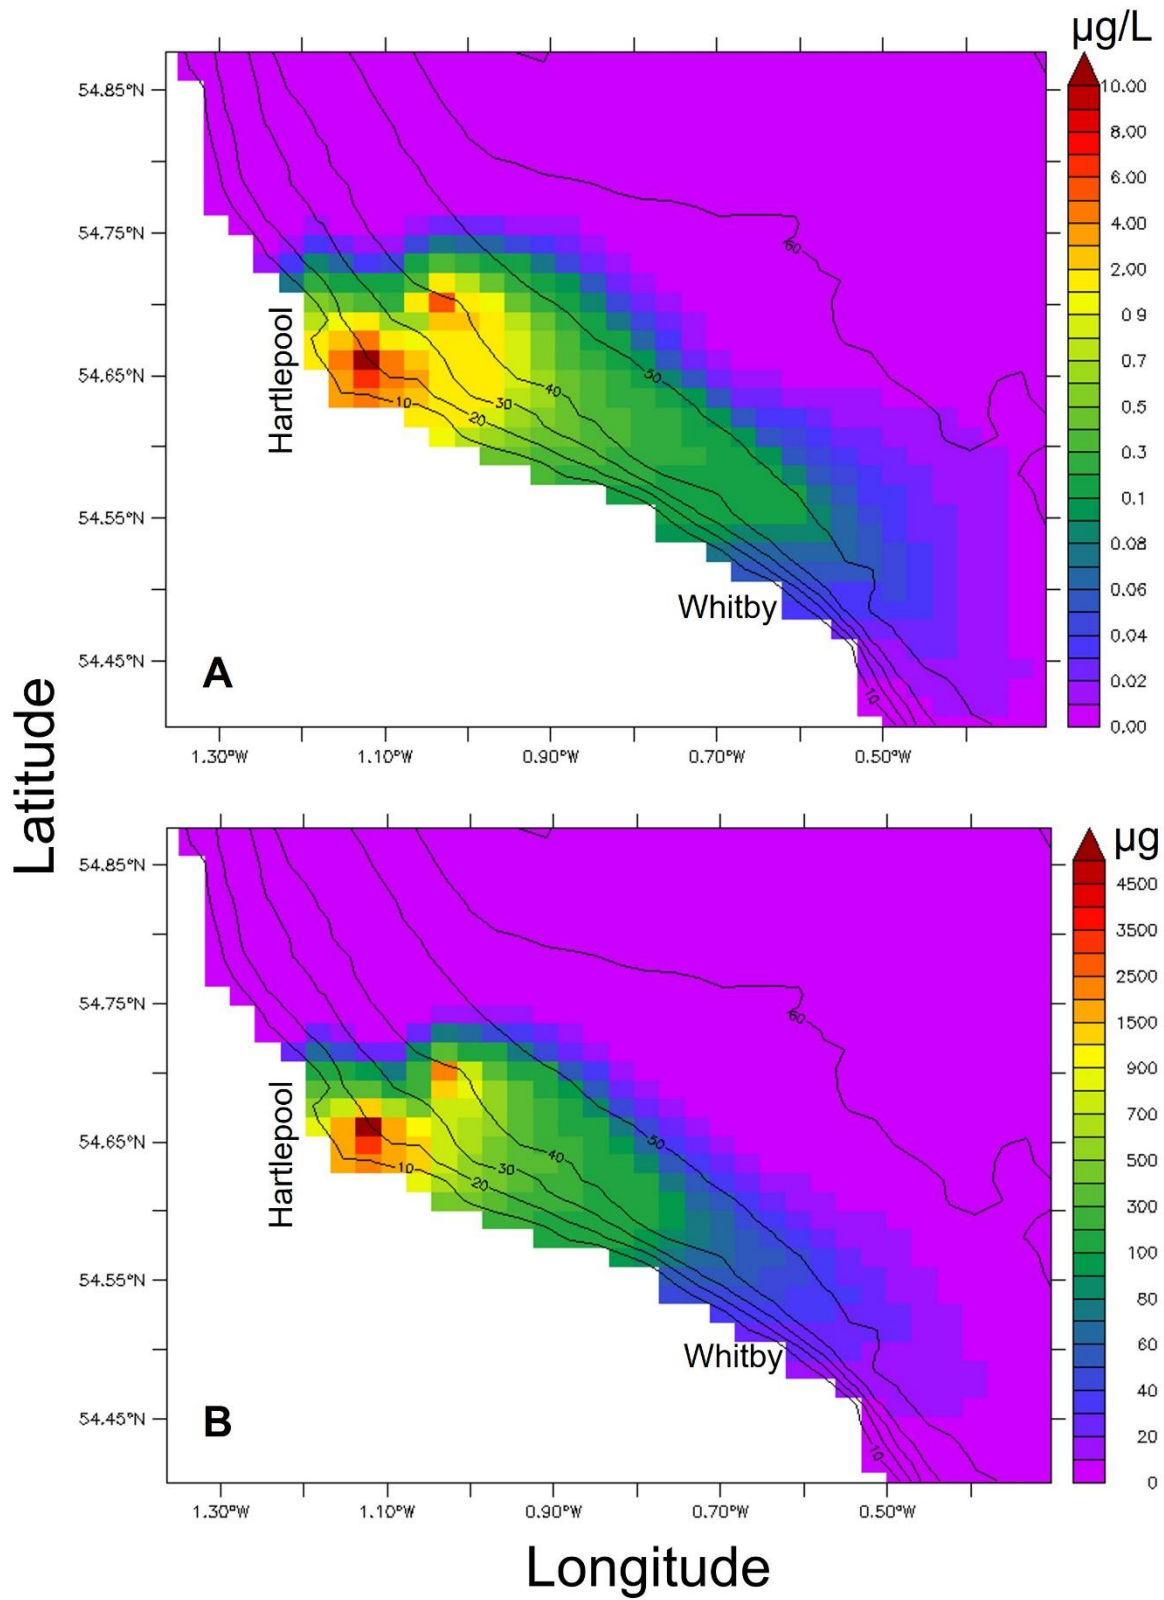 µg/L
54.85°N
54.75°N
54.65°N
54.55°N
54.45°N
10.00
8.00
6.00
4.00
2.00
0.9
0.7
0.5
0.3
0.1
0.08
0.06
0.04
0.02
0.00
60
50
40
30
20
10
10
Hartlepool
Whitby
A
1.30°W
1.10°W
0.90°W
0.70°W
0.50°W
Latitude
µg
54.85°N
54.75°N
54.65°N
54.55°N
54.45°N
4500
3500
2500
1500
900
700
500
300
100
80
60
40
20
0
60
50
40
30
20
10
10
Hartlepool
Whitby
B
1.30°W
1.10°W
0.90°W
0.70°W
0.50°W
Longitude